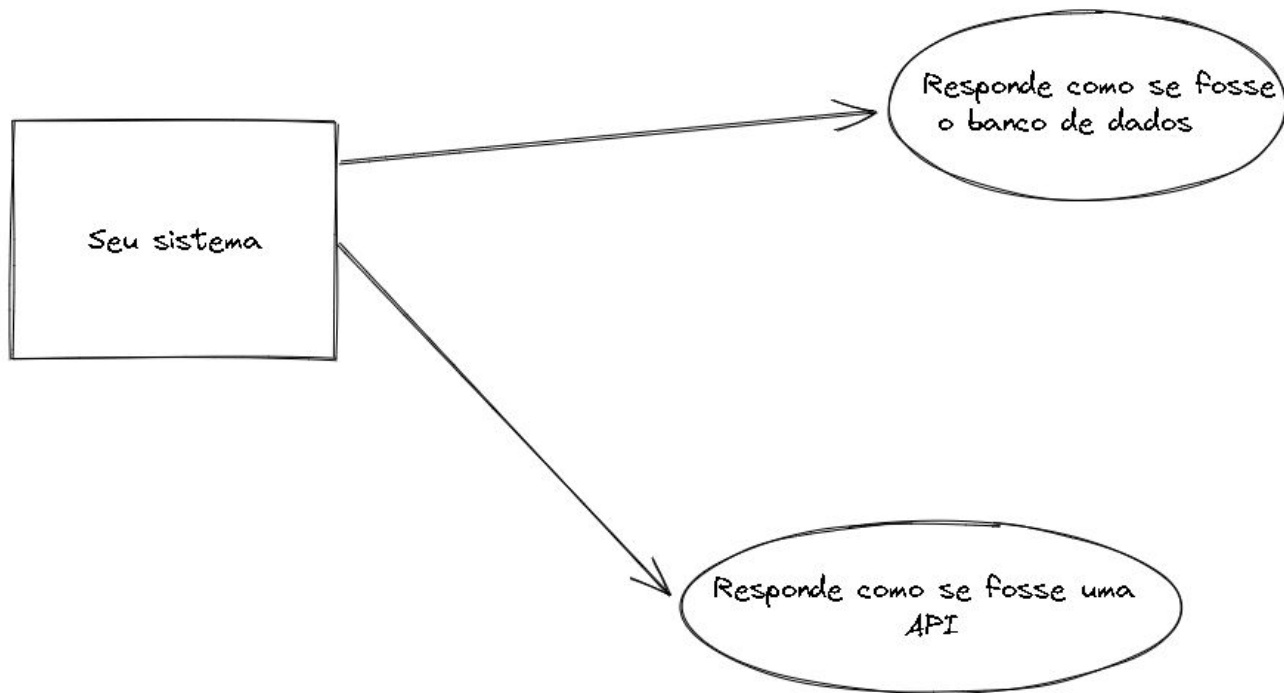 Responde como se fosse
o banco de dados
Seu sistema
Responde como se fosse uma
API